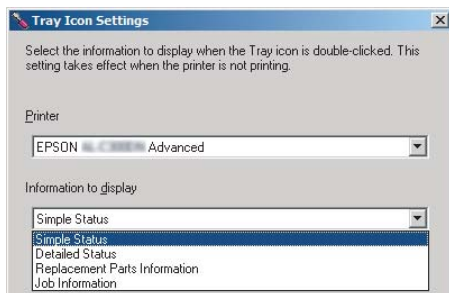 Tray Icon Settings
Select the information to display when the Tray icon is double-clicked. This
setting takes effect when the printer is not printing.
Printer
EPSON Advanced
Information to display
Simple Status
Simple Status
Detailed Status
Replacement Parts Information
Job Information